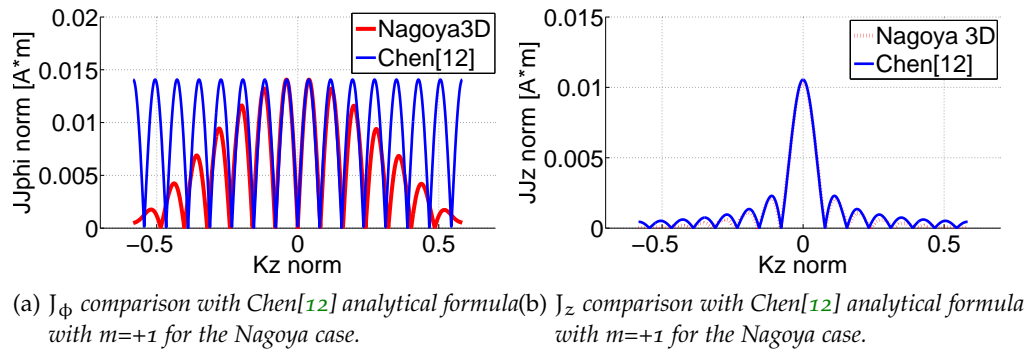 0.02
0.015
0.01
0.005
0
JJphi norm [A*m]
−0.5
0
0.5
Kz norm
Nagoya3D
Chen[12]
0.015
0.01
0.005
0
JJz norm [A*m]
−0.5
0
0.5
Kz norm
Nagoya 3D
Chen[12]
(a) Jϕ comparison with Chen[12] analytical formula
with m=+1 for the Nagoya case.
(b) Jz comparison with Chen[12] analytical formula
with m=+1 for the Nagoya case.